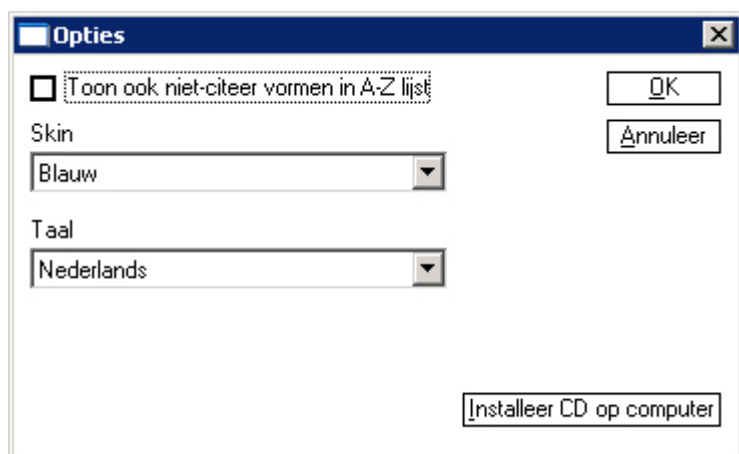 Opties
Toon ook niet-citeer vormen in A-Z lijst
OK
Skin
Annuleer
Blauw
Taal
Nederlands
Installeer CD op computer